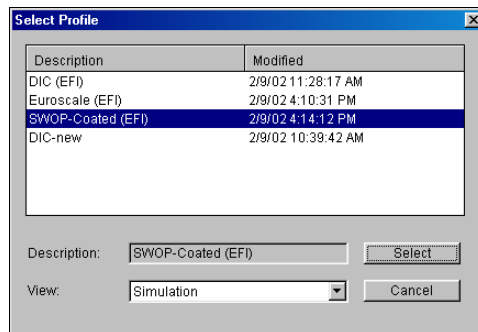 Select Profile
Description Modified
DIC (EFI) 2/9/02 11:28:17 AM
Euroscale (EFI) 2/9/02 4:10:31 PM
SWOP-Coated (EFI) 2/9/02 4:14:12 PM
DIC-new 2/9/02 10:39:42 AM
Description: SWOP-Coated (EFI) Select
View: Simulation Cancel